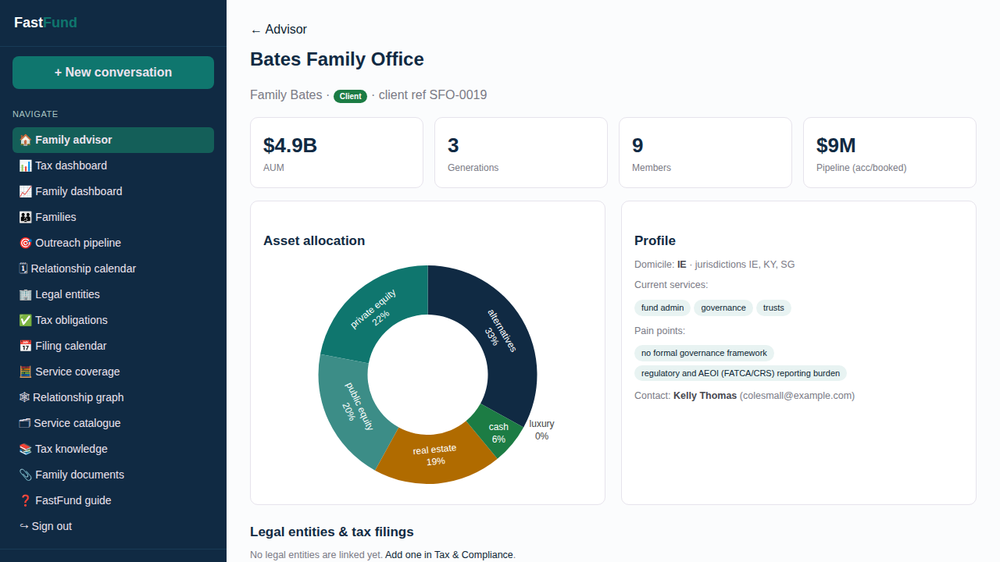 FastFund
+ New conversation
NAVIGATE
🏠 Family advisor
📊 Tax dashboard
📈 Family dashboard
👪 Families
🎯 Outreach pipeline
🗓 Relationship calendar
🏢 Legal entities
✅ Tax obligations
📅 Filing calendar
🧮 Service coverage
🕸 Relationship graph
🗂 Service catalogue
📚 Tax knowledge
📎 Family documents
❓ FastFund guide
↪ Sign out
← Advisor
Bates Family Office
Family Bates · Client · client ref SFO-0019
$4.9B
AUM
3
Generations
9
Members
$9M
Pipeline (acc/booked)
Asset allocation
alternatives
33%
luxury
0%
cash
6%
real estate
19%
public equity
20%
private equity
22%
Profile
Domicile: IE · jurisdictions IE, KY, SG
Current services:
fund admin governance trusts
Pain points:
no formal governance framework
regulatory and AEOI (FATCA/CRS) reporting burden
Contact: Kelly Thomas (colesmall@example.com)
Legal entities & tax filings
No legal entities are linked yet. Add one in Tax & Compliance.